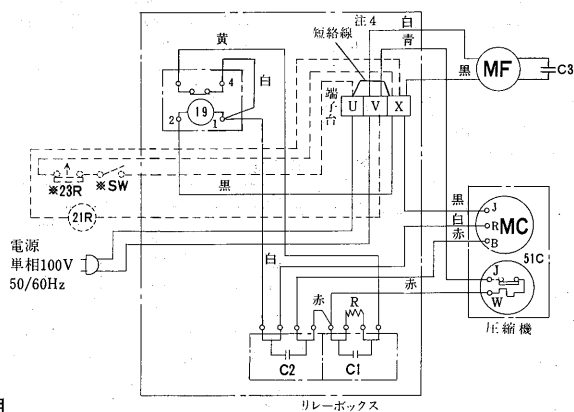 注4
白
黄
短絡線
青
白
黒
MF
C3
4
端子台
U V X
19
2
1
※23R
※SW
黒
21R
電源
単相100V
50/60Hz
白
赤
R
C2
C1
リレーボックス
黒
白
赤
赤
J
R
B
MC
51C
J
W
圧縮機